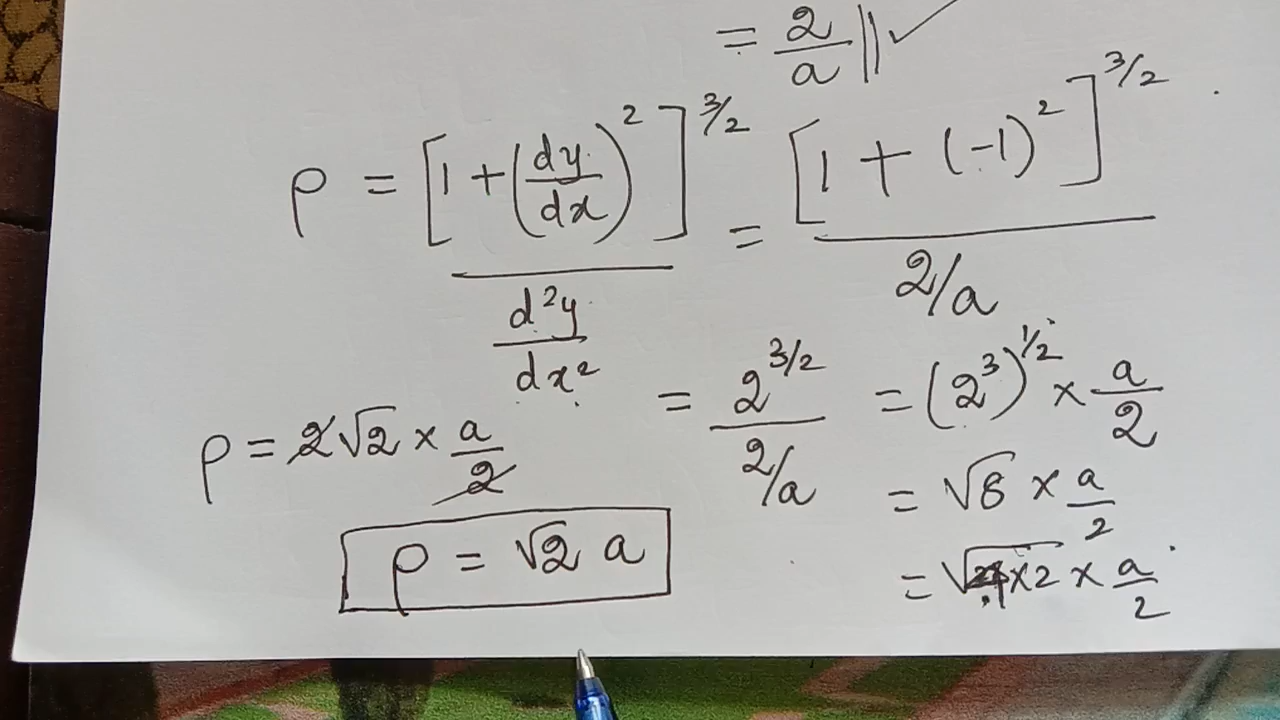 = 2/a ‖ ✓
ρ = [1 + (dy/dx)²]^3/2 / d²y/dx² = [1 + (-1)²]^3/2 / 2/a
= 2^3/2 / 2/a = (2³)^1/2 × a/2
= √8 × a/2
= √4×2 × a/2
ρ = 2√2 × a/2
ρ = √2 a